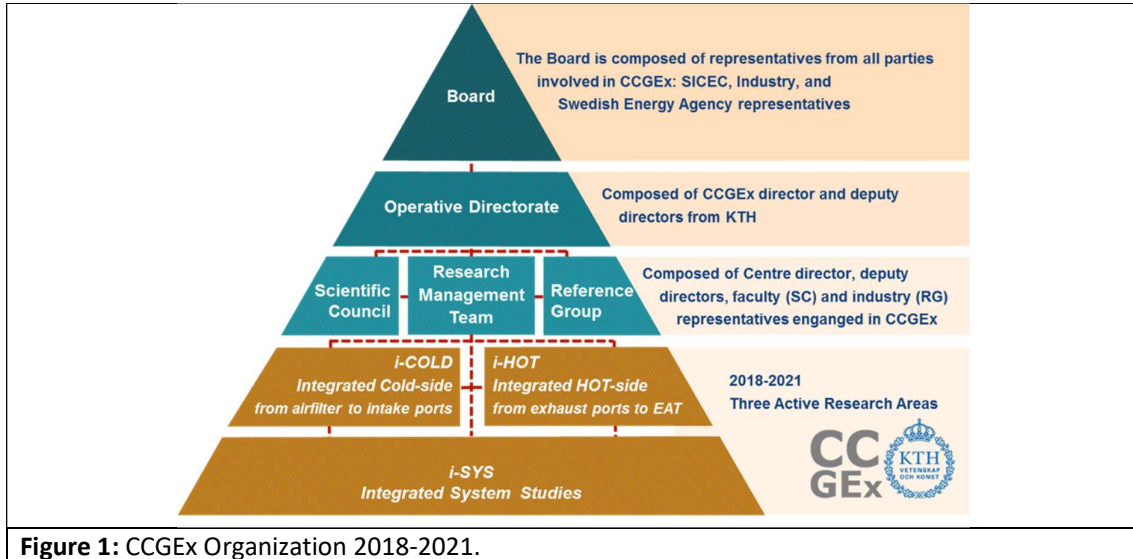 Board
The Board is composed of representatives from all parties
involved in CCGEx: SICEC, Industry, and
Swedish Energy Agency representatives
Operative Directorate
Composed of CCGEx director and deputy
directors from KTH
Scientific
Council
Research
Management
Team
Reference
Group
Composed of Centre director, deputy
directors, faculty (SC) and industry (RG)
representatives enganged in CCGEx
i-COLD
Integrated Cold-side
from airfilter to intake ports
i-HOT
Integrated HOT-side
from exhaust ports to EAT
2018-2021
Three Active Research Areas
i-SYS
Integrated System Studies
CC
GEx
KTH
VETENSKAP
OCH KONST
Figure 1: CCGEx Organization 2018-2021.